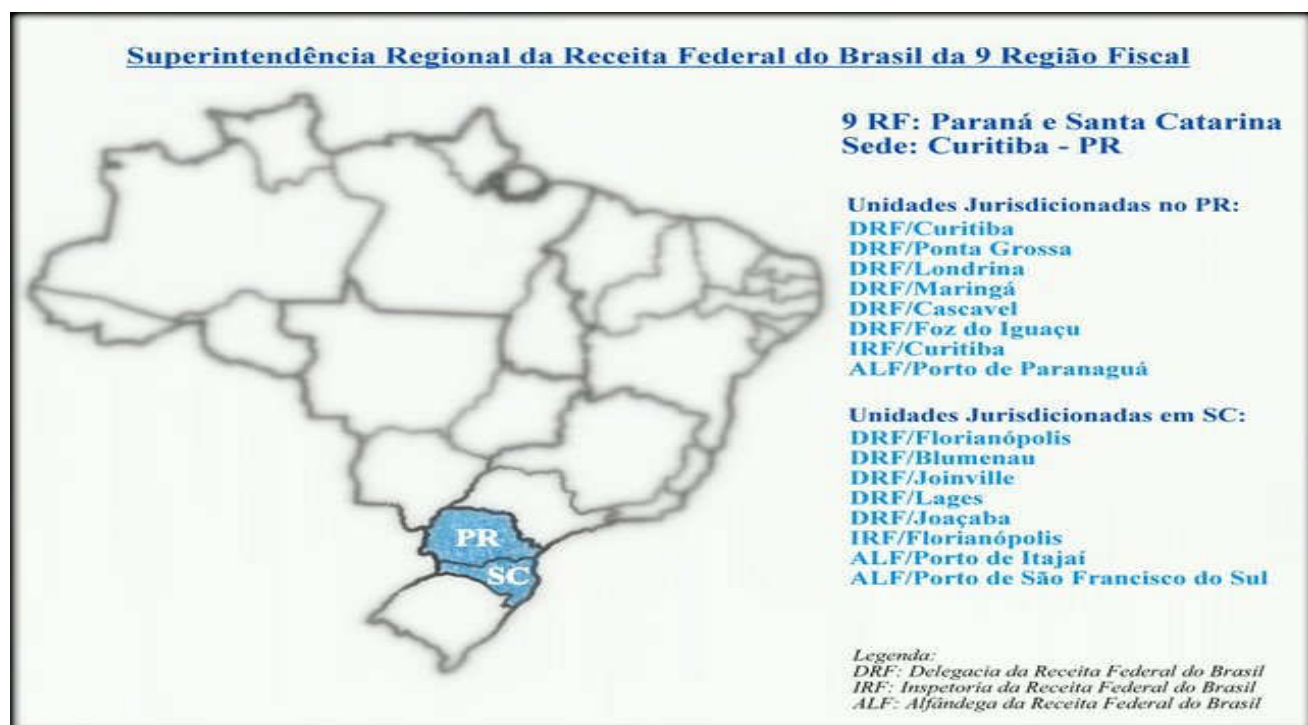 Superintendência Regional da Receita Federal do Brasil da 9 Região Fiscal
9 RF: Paraná e Santa Catarina
Sede: Curitiba - PR
Unidades Jurisdicionadas no PR:
DRF/Curitiba
DRF/Ponta Grossa
DRF/Londrina
DRF/Maringá
DRF/Cascavel
DRF/Foz do Iguaçu
IRF/Curitiba
ALF/Porto de Paranaguá
Unidades Jurisdicionadas em SC:
DRF/Florianópolis
DRF/Blumenau
DRF/Joinville
DRF/Lages
DRF/Joaçaba
IRF/Florianópolis
ALF/Porto de Itajaí
ALF/Porto de São Francisco do Sul
PR
SC
Legenda:
DRF: Delegacia da Receita Federal do Brasil
IRF: Inspetoria da Receita Federal do Brasil
ALF: Alfândega da Receita Federal do Brasil